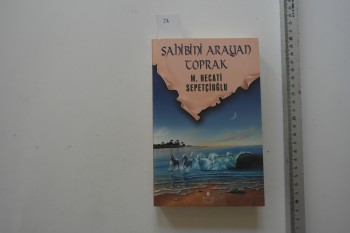 SAHİBİNİ ARAYAN
TOPRAK
M. NECATİ
SEPETÇİOĞLU